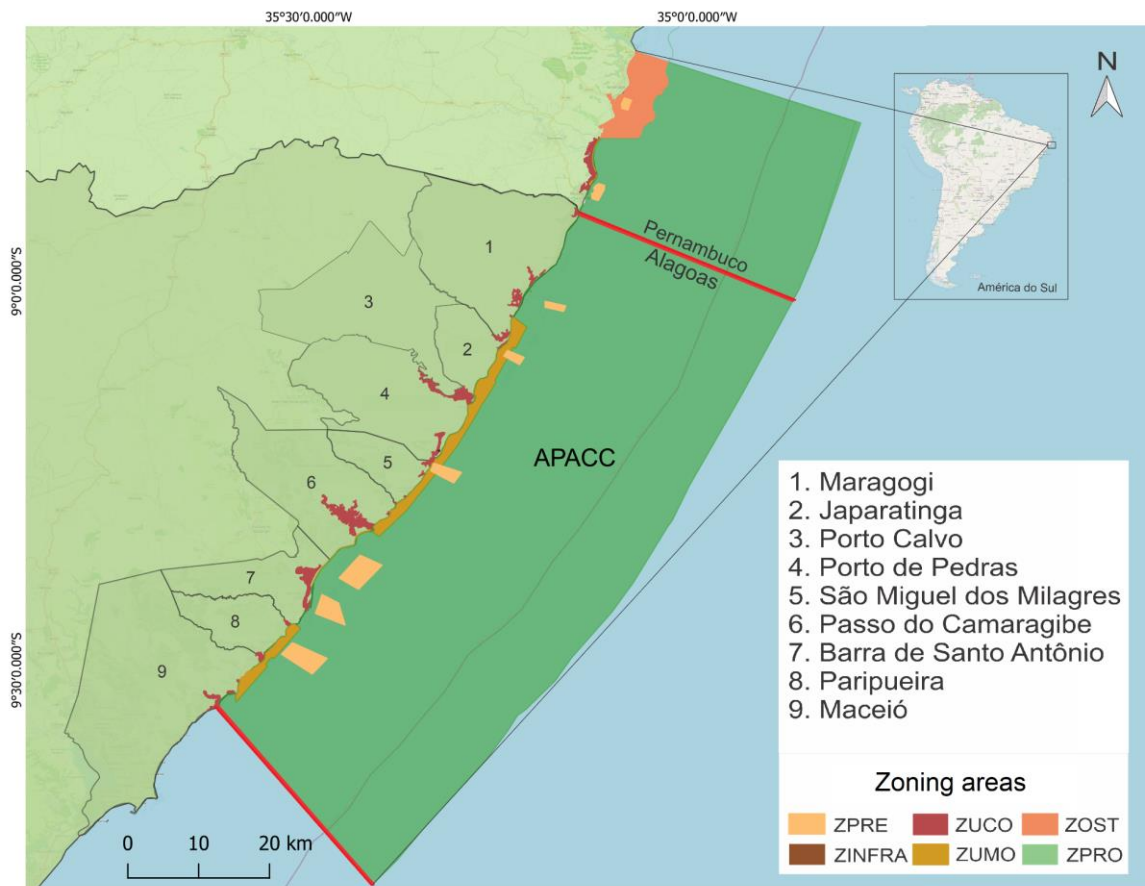 35°30'0.000"W
35°0'0.000"W
N
América do Sul
9°0'0.000"S
9°30'0.000"S
Pernambuco
Alagoas
1
3
2
4
5
6
7
8
9
APACC
1. Maragogi
2. Japaratinga
3. Porto Calvo
4. Porto de Pedras
5. São Miguel dos Milagres
6. Passo do Camaragibe
7. Barra de Santo Antônio
8. Paripueira
9. Maceió
Zoning areas
ZPRE ZUCO ZOST
ZINFRA ZUMO ZPRO
0 10 20 km